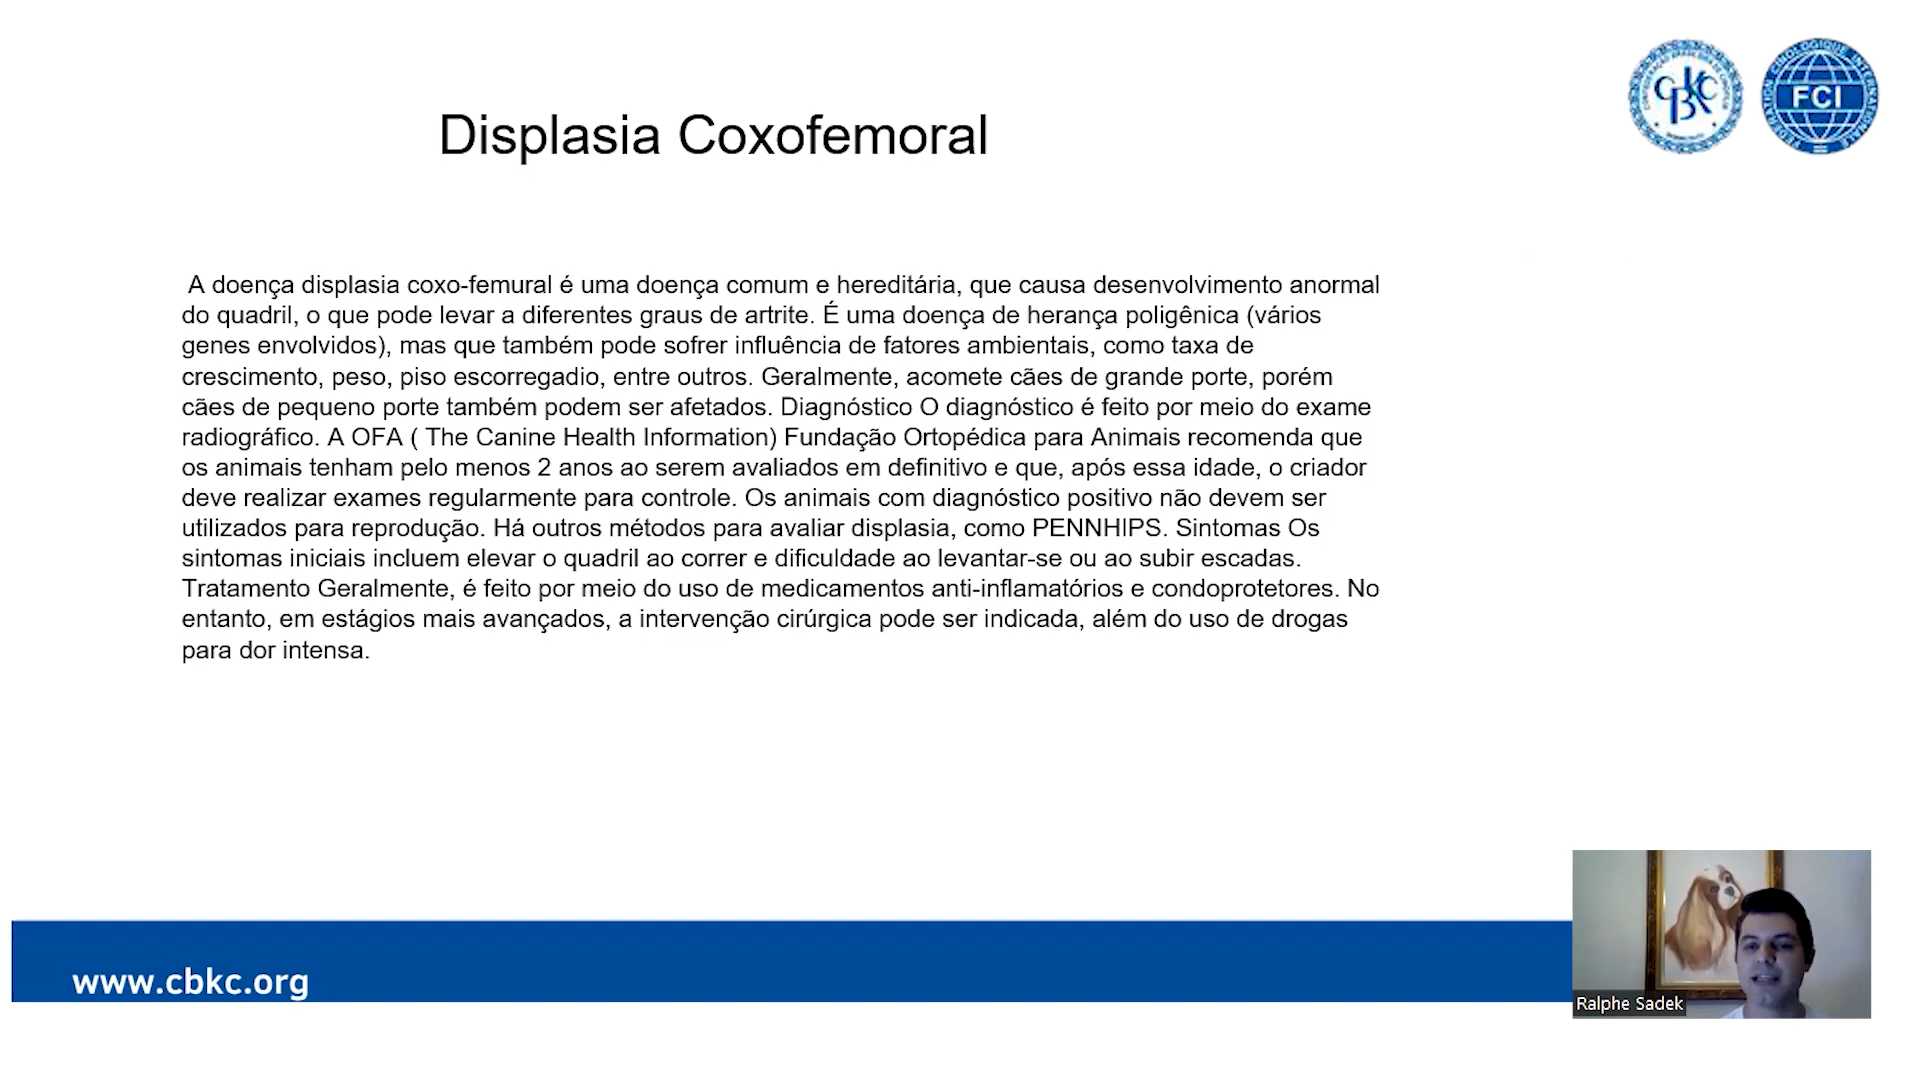 Displasia Coxofemoral
CBKC
FEDERATION CYNOLOGIQUE INTERNATIONALE
FCI
A doença displasia coxo-femural é uma doença comum e hereditária, que causa desenvolvimento anormal
do quadril, o que pode levar a diferentes graus de artrite. É uma doença de herança poligênica (vários
genes envolvidos), mas que também pode sofrer influência de fatores ambientais, como taxa de
crescimento, peso, piso escorregadio, entre outros. Geralmente, acomete cães de grande porte, porém
cães de pequeno porte também podem ser afetados. Diagnóstico O diagnóstico é feito por meio do exame
radiográfico. A OFA ( The Canine Health Information) Fundação Ortopédica para Animais recomenda que
os animais tenham pelo menos 2 anos ao serem avaliados em definitivo e que, após essa idade, o criador
deve realizar exames regularmente para controle. Os animais com diagnóstico positivo não devem ser
utilizados para reprodução. Há outros métodos para avaliar displasia, como PENNHIPS. Sintomas Os
sintomas iniciais incluem elevar o quadril ao correr e dificuldade ao levantar-se ou ao subir escadas.
Tratamento Geralmente, é feito por meio do uso de medicamentos anti-inflamatórios e condoprotetores. No
entanto, em estágios mais avançados, a intervenção cirúrgica pode ser indicada, além do uso de drogas
para dor intensa.
www.cbkc.org
Ralphe Sadek